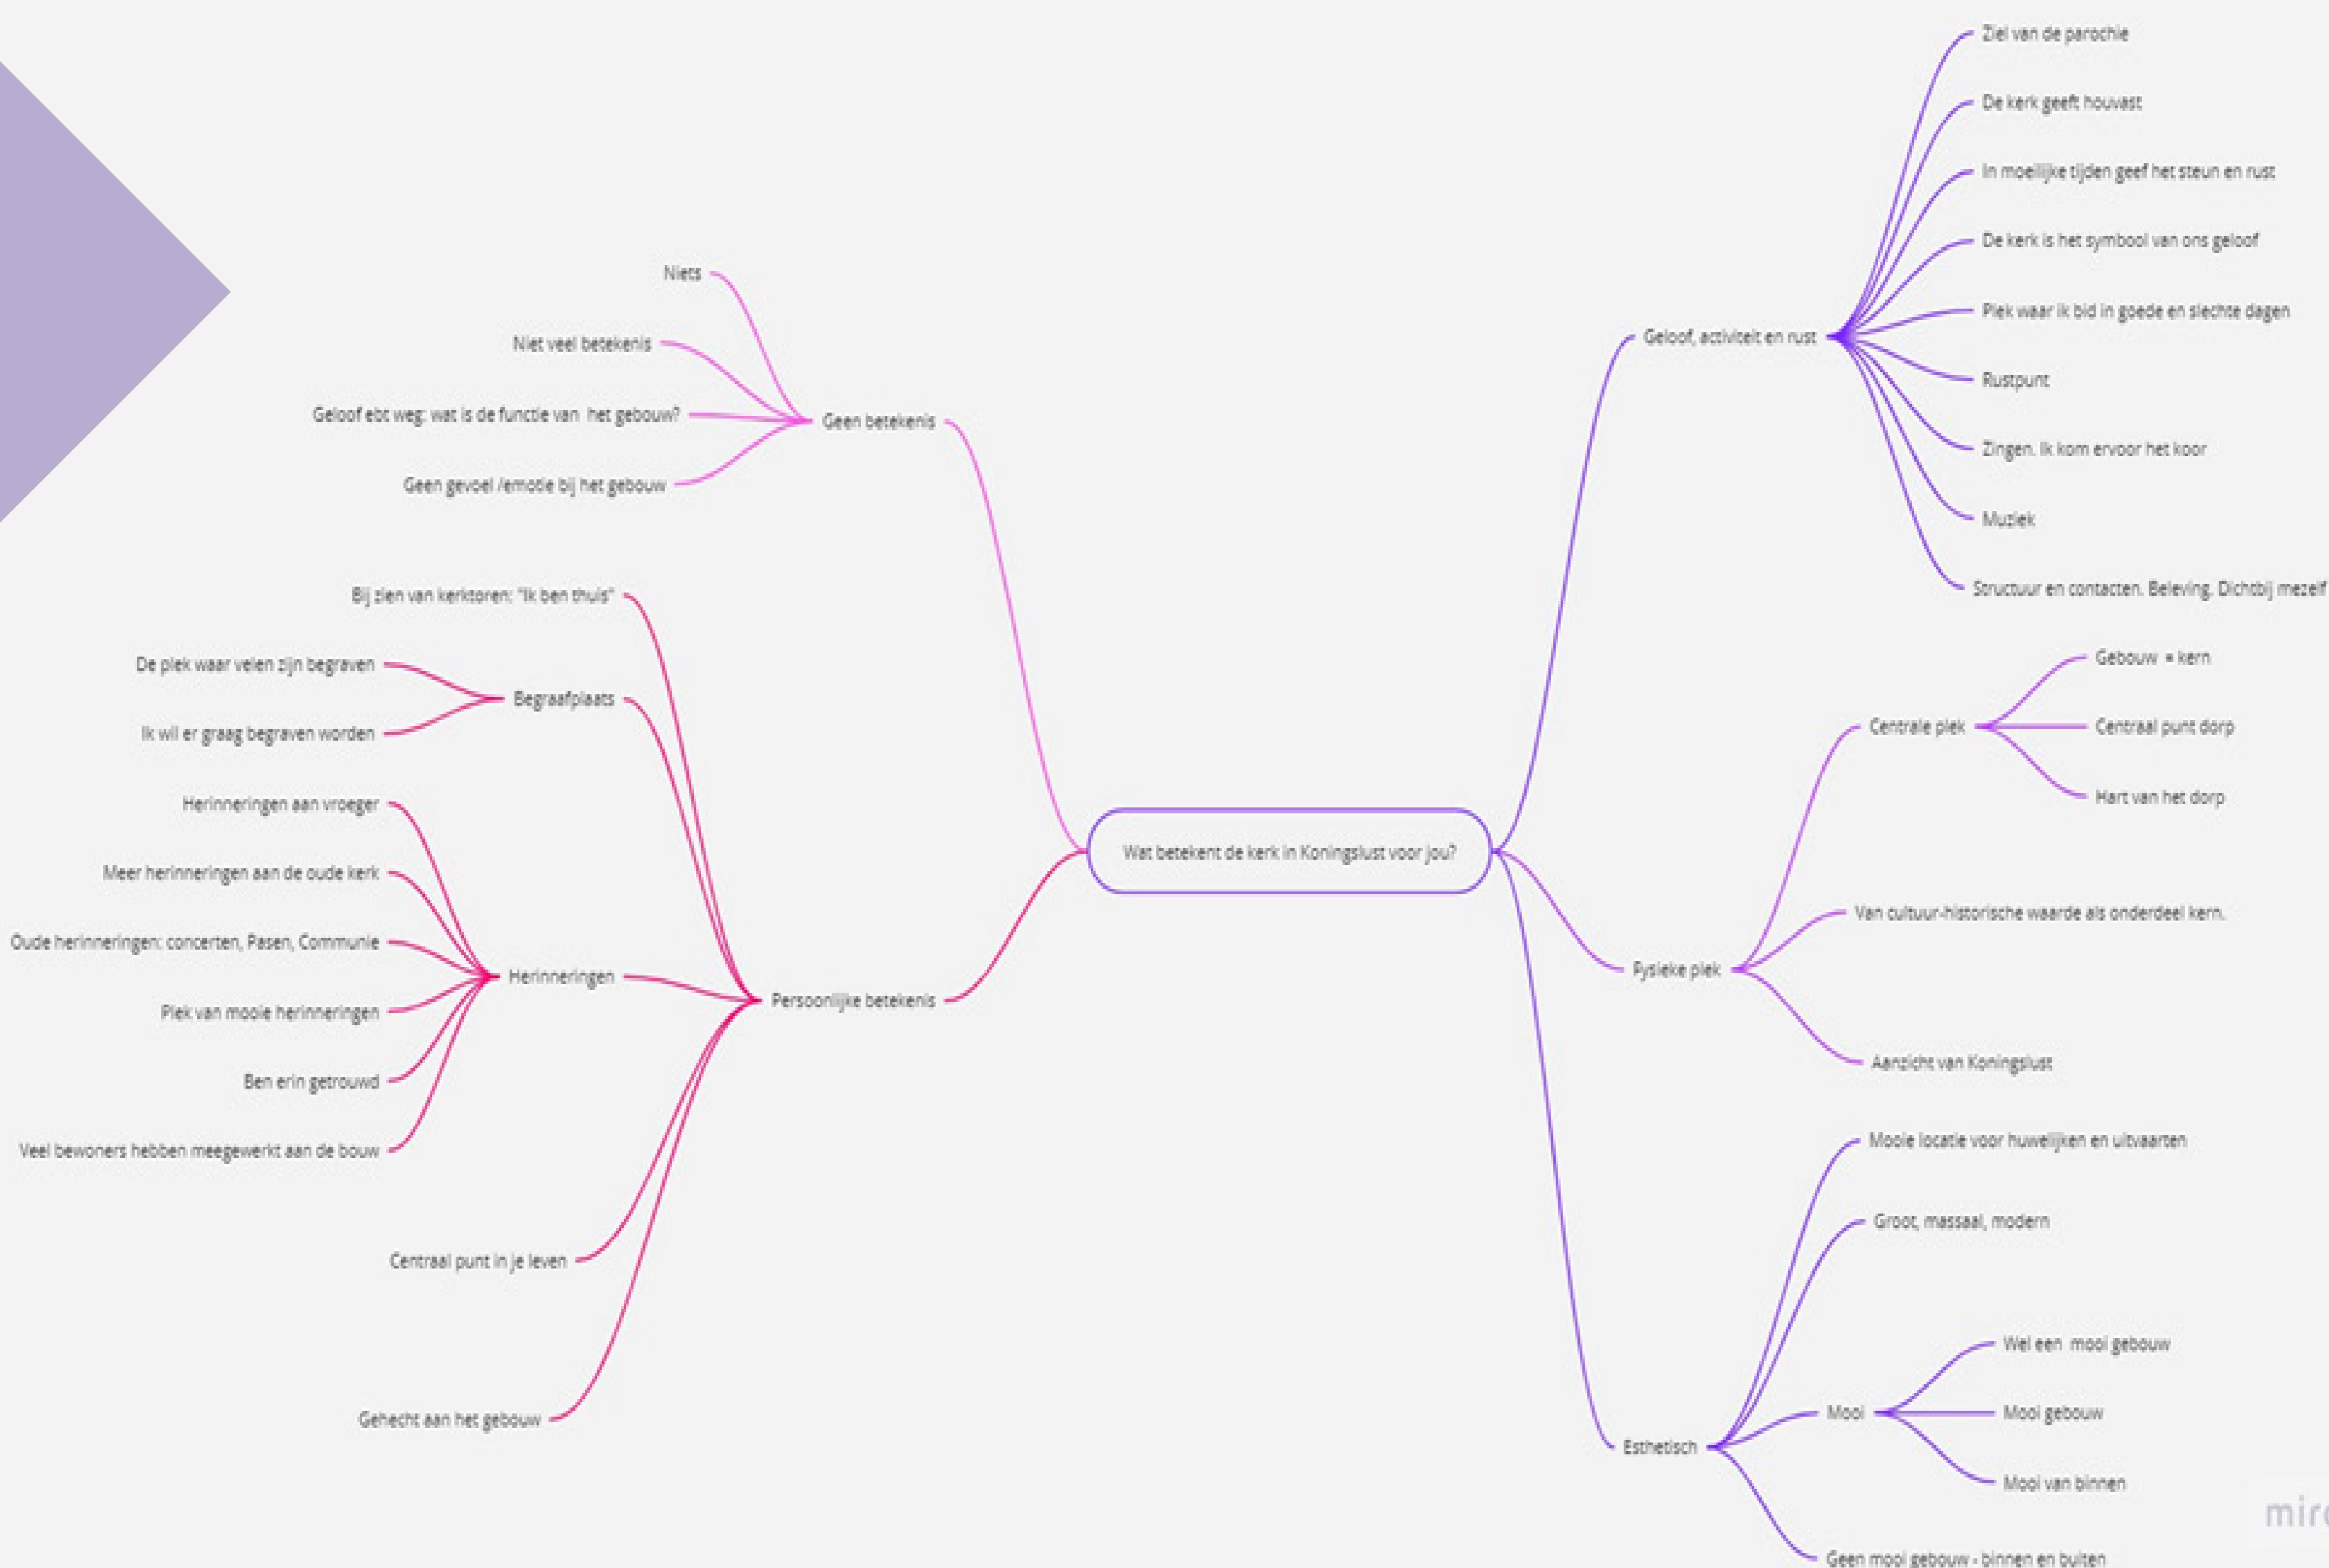 Wat betekent de kerk in Koningslust voor jou?
Geen betekenis
Niets
Niet veel betekenis
Geloof ebt weg: wat is de functie van het gebouw?
Geen gevoel /emotie bij het gebouw
Persoonlijke betekenis
Bij zien van kerktoren: "Ik ben thuis"
Begraafplaats
De plek waar velen zijn begraven
Ik wil er graag begraven worden
Herinneringen
Herinneringen aan vroeger
Meer herinneringen aan de oude kerk
Oude herinneringen: concerten, Pasen, Communie
Plek van mooie herinneringen
Ben erin getrouwd
Veel bewoners hebben meegewerkt aan de bouw
Centraal punt in je leven
Gehecht aan het gebouw
Geloof, activiteit en rust
Ziel van de parochie
De kerk geeft houvast
In moeilijke tijden geef het steun en rust
De kerk is het symbool van ons geloof
Plek waar ik bid in goede en slechte dagen
Rustpunt
Zingen. Ik kom ervoor het koor
Muziek
Structuur en contacten. Beleving. Dichtbij mezelf
Fysieke plek
Centrale plek
Gebouw = kern
Centraal punt dorp
Hart van het dorp
Van cultuur-historische waarde als onderdeel kern.
Aanzicht van Koningslust
Esthetisch
Mooie locatie voor huwelijken en uitvaarten
Groot, massaal, modern
Mooi
Wel een mooi gebouw
Mooi gebouw
Mooi van binnen
Geen mooi gebouw - binnen en buiten
miro